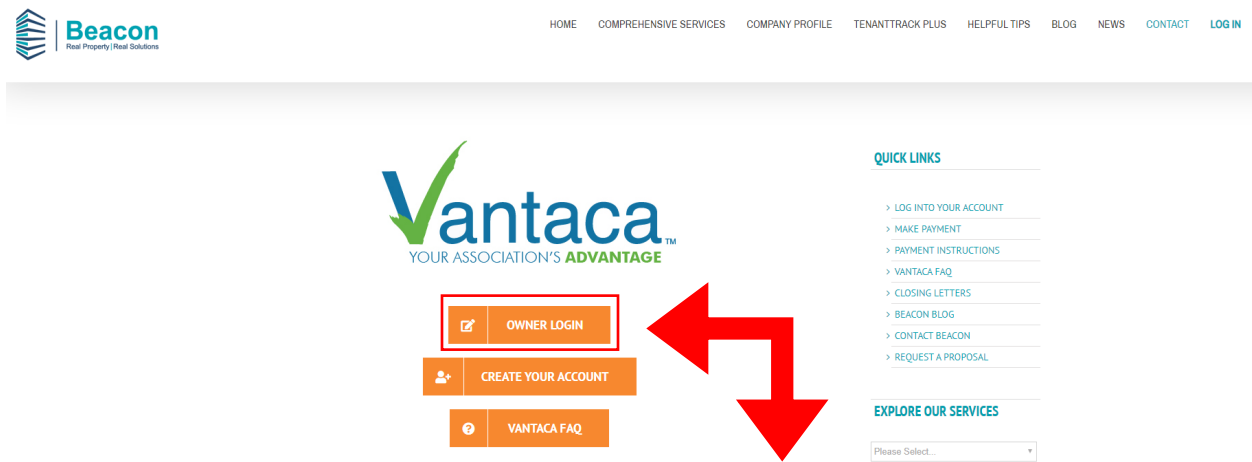 Beacon
Real Property | Real Solutions
HOME COMPREHENSIVE SERVICES COMPANY PROFILE TENANTTRACK PLUS HELPFUL TIPS BLOG NEWS CONTACT LOG IN
Vantaca™
YOUR ASSOCIATION'S ADVANTAGE
OWNER LOGIN
CREATE YOUR ACCOUNT
VANTACA FAQ
QUICK LINKS
> LOG INTO YOUR ACCOUNT
> MAKE PAYMENT
> PAYMENT INSTRUCTIONS
> VANTACA FAQ
> CLOSING LETTERS
> BEACON BLOG
> CONTACT BEACON
> REQUEST A PROPOSAL
EXPLORE OUR SERVICES
Please Select...